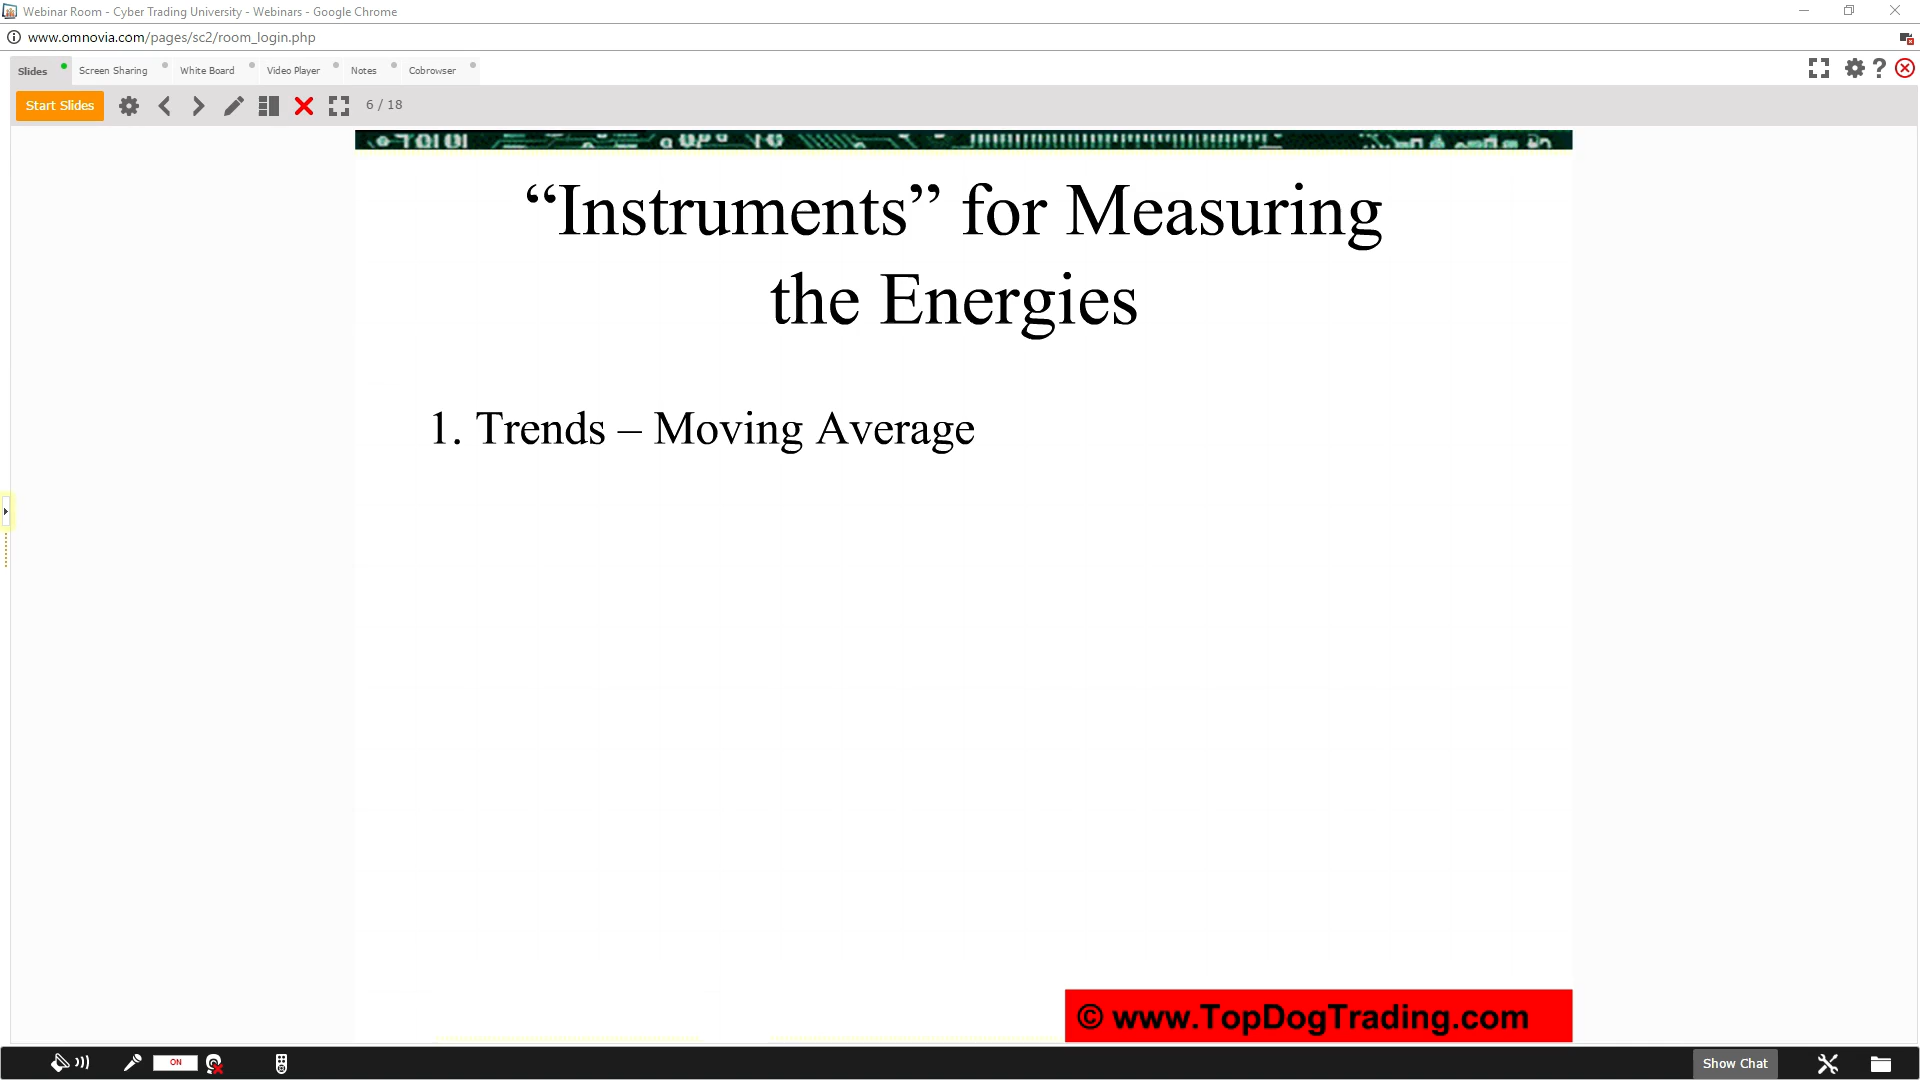 Webinar Room - Cyber Trading University - Webinars - Google Chrome
www.omnovia.com/pages/sc2/room_login.php
Slides Screen Sharing White Board Video Player Notes Cobrowser
Start Slides 6 / 18
“Instruments” for Measuring
the Energies
1. Trends – Moving Average
© www.TopDogTrading.com
ON Show Chat